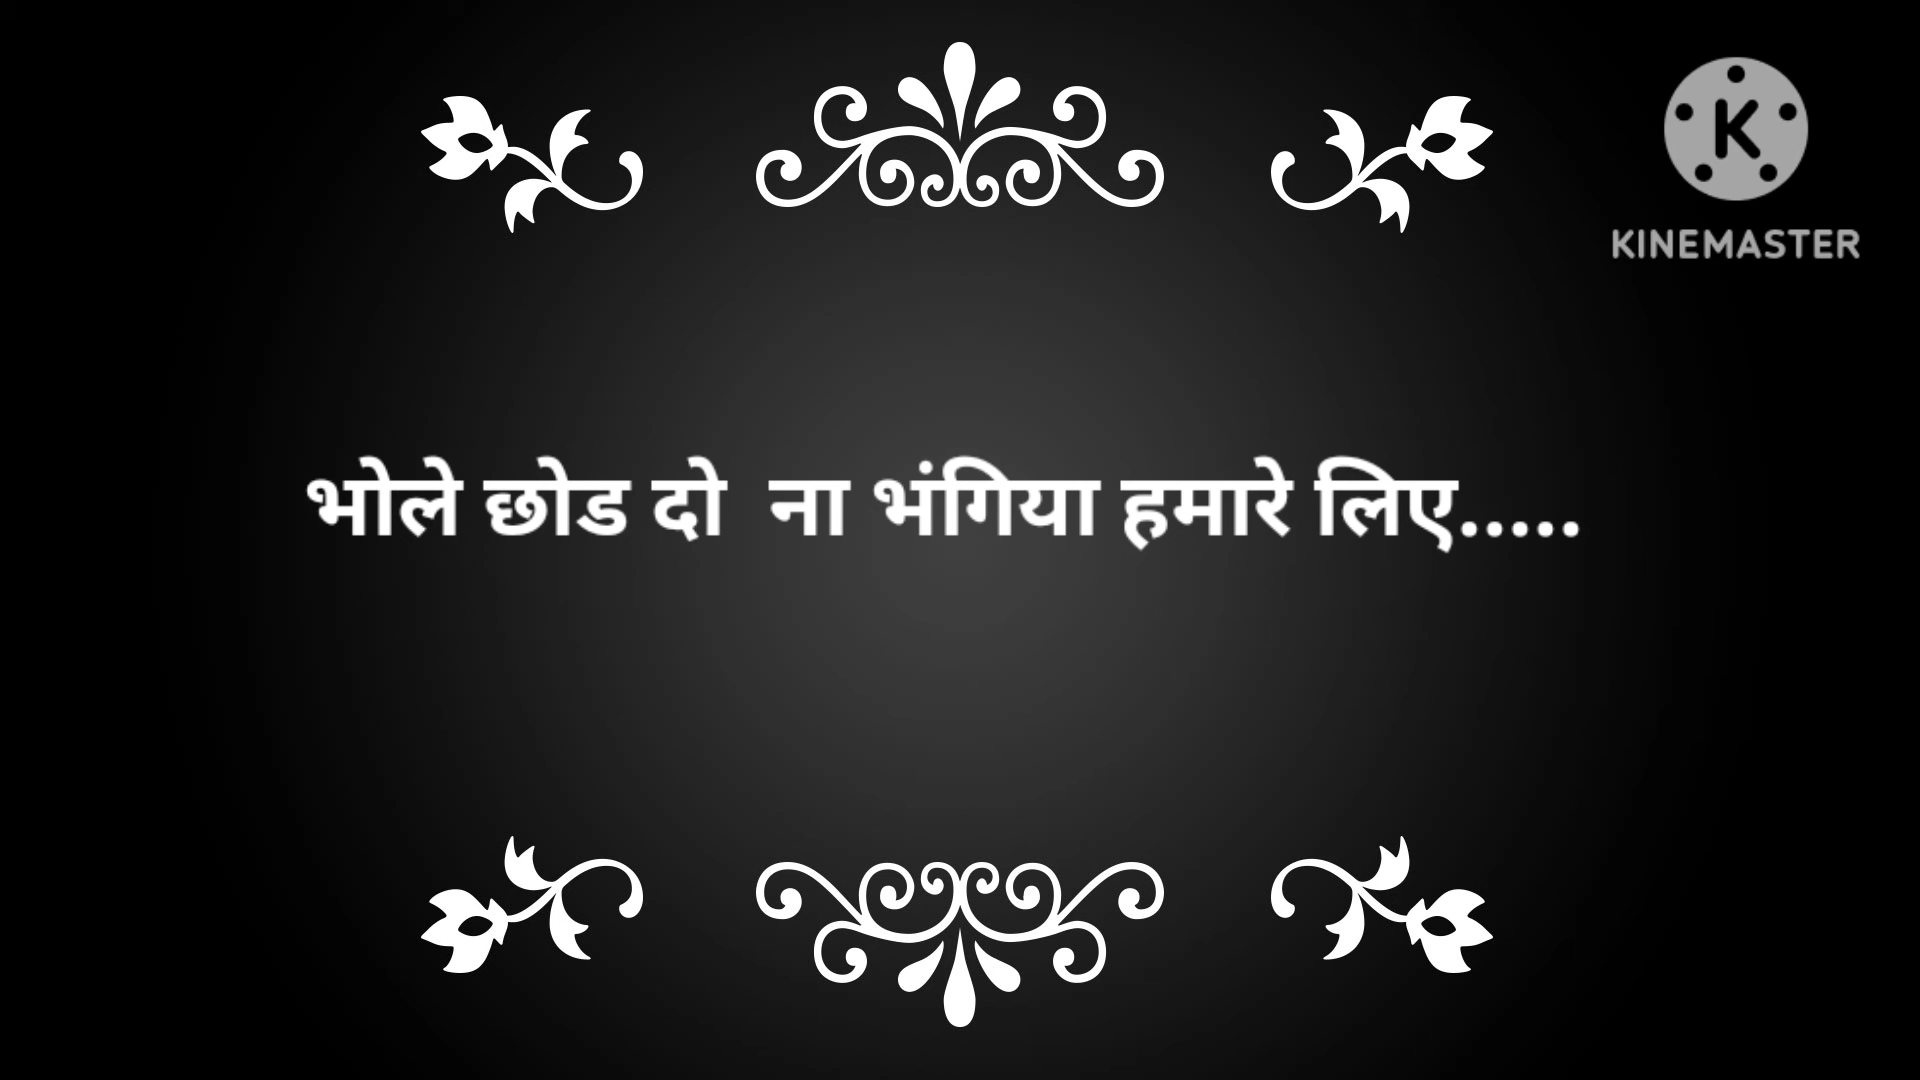 KINEMASTER
भोले छोड दो ना भंगिया हमारे लिए.....